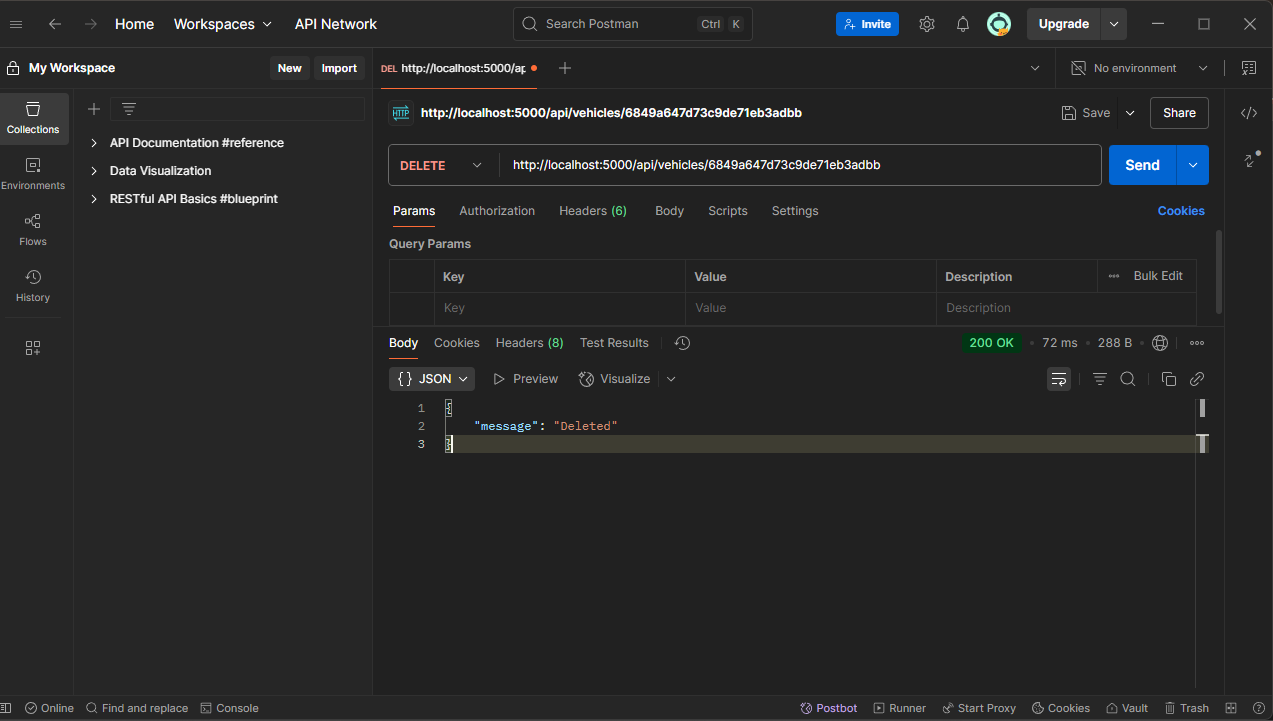 Home Workspaces API Network Search Postman Ctrl K Invite Upgrade
My Workspace New Import DEL http://localhost:5000/ap No environment
Collections
Environments
Flows
History
API Documentation #reference
Data Visualization
RESTful API Basics #blueprint
HTTP http://localhost:5000/api/vehicles/6849a647d73c9de71eb3adbb Save Share
DELETE http://localhost:5000/api/vehicles/6849a647d73c9de71eb3adbb Send
Params Authorization Headers (6) Body Scripts Settings Cookies
Query Params
Key Value Description Bulk Edit
Key Value Description
Body Cookies Headers (8) Test Results 200 OK 72 ms 288 B
{} JSON Preview Visualize
1 {
2 "message": "Deleted"
3 }
Online Find and replace Console Postbot Runner Start Proxy Cookies Vault Trash